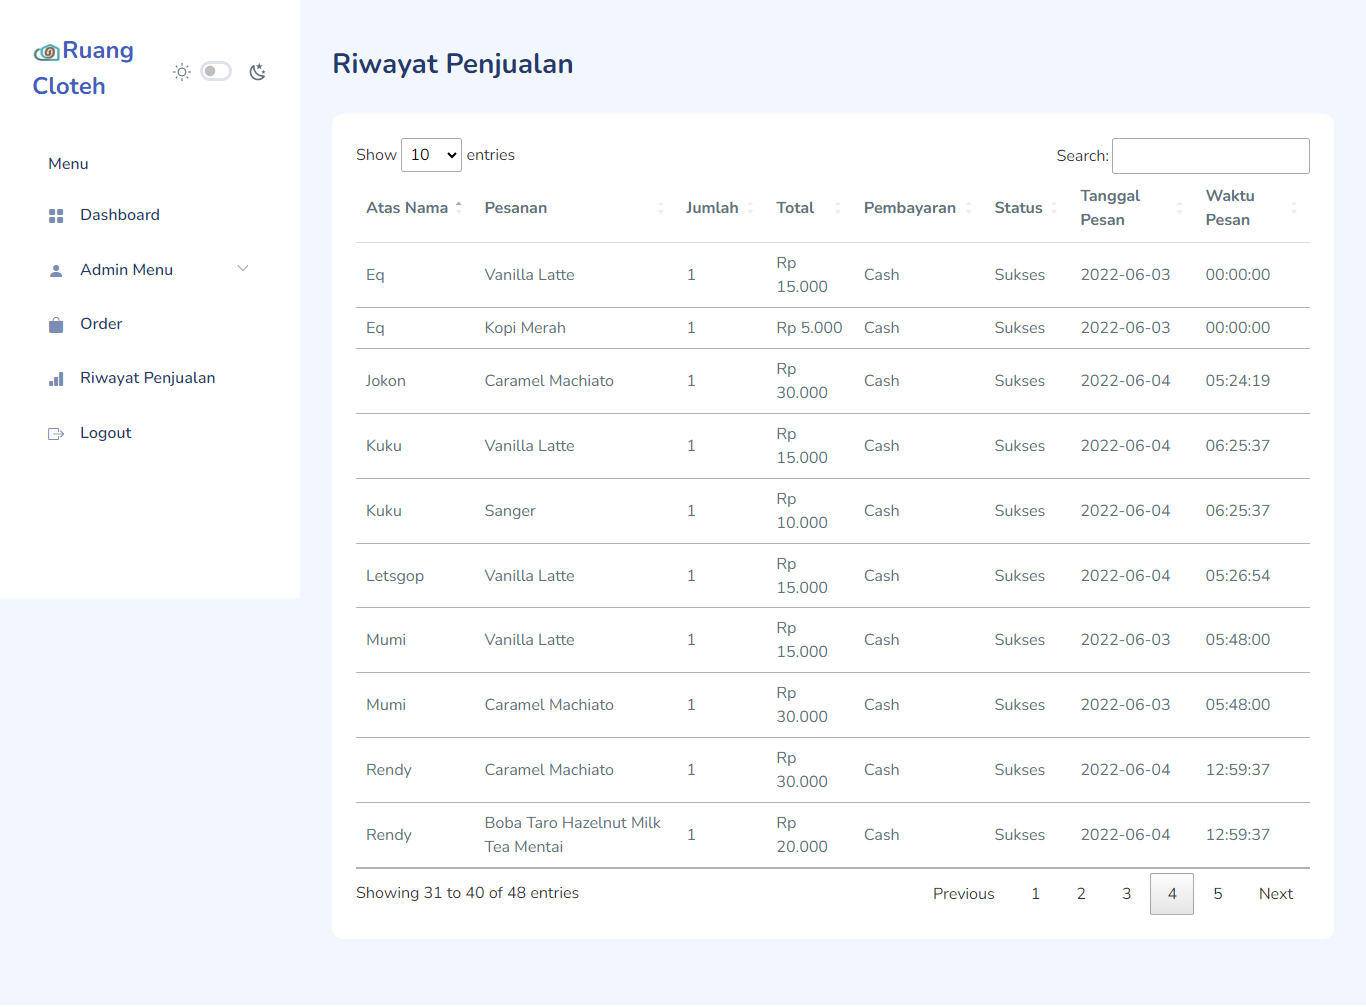 Ruang
Cloteh
Menu
Dashboard
Admin Menu
Order
Riwayat Penjualan
Logout
Riwayat Penjualan
Show 10 entries
Search:
Atas Nama Pesanan Jumlah Total Pembayaran Status Tanggal Pesan Waktu Pesan
Eq Vanilla Latte 1 Rp 15.000 Cash Sukses 2022-06-03 00:00:00
Eq Kopi Merah 1 Rp 5.000 Cash Sukses 2022-06-03 00:00:00
Jokon Caramel Machiato 1 Rp 30.000 Cash Sukses 2022-06-04 05:24:19
Kuku Vanilla Latte 1 Rp 15.000 Cash Sukses 2022-06-04 06:25:37
Kuku Sanger 1 Rp 10.000 Cash Sukses 2022-06-04 06:25:37
Letsgop Vanilla Latte 1 Rp 15.000 Cash Sukses 2022-06-04 05:26:54
Mumi Vanilla Latte 1 Rp 15.000 Cash Sukses 2022-06-03 05:48:00
Mumi Caramel Machiato 1 Rp 30.000 Cash Sukses 2022-06-03 05:48:00
Rendy Caramel Machiato 1 Rp 30.000 Cash Sukses 2022-06-04 12:59:37
Rendy Boba Taro Hazelnut Milk Tea Mentai 1 Rp 20.000 Cash Sukses 2022-06-04 12:59:37
Showing 31 to 40 of 48 entries
Previous 1 2 3 4 5 Next